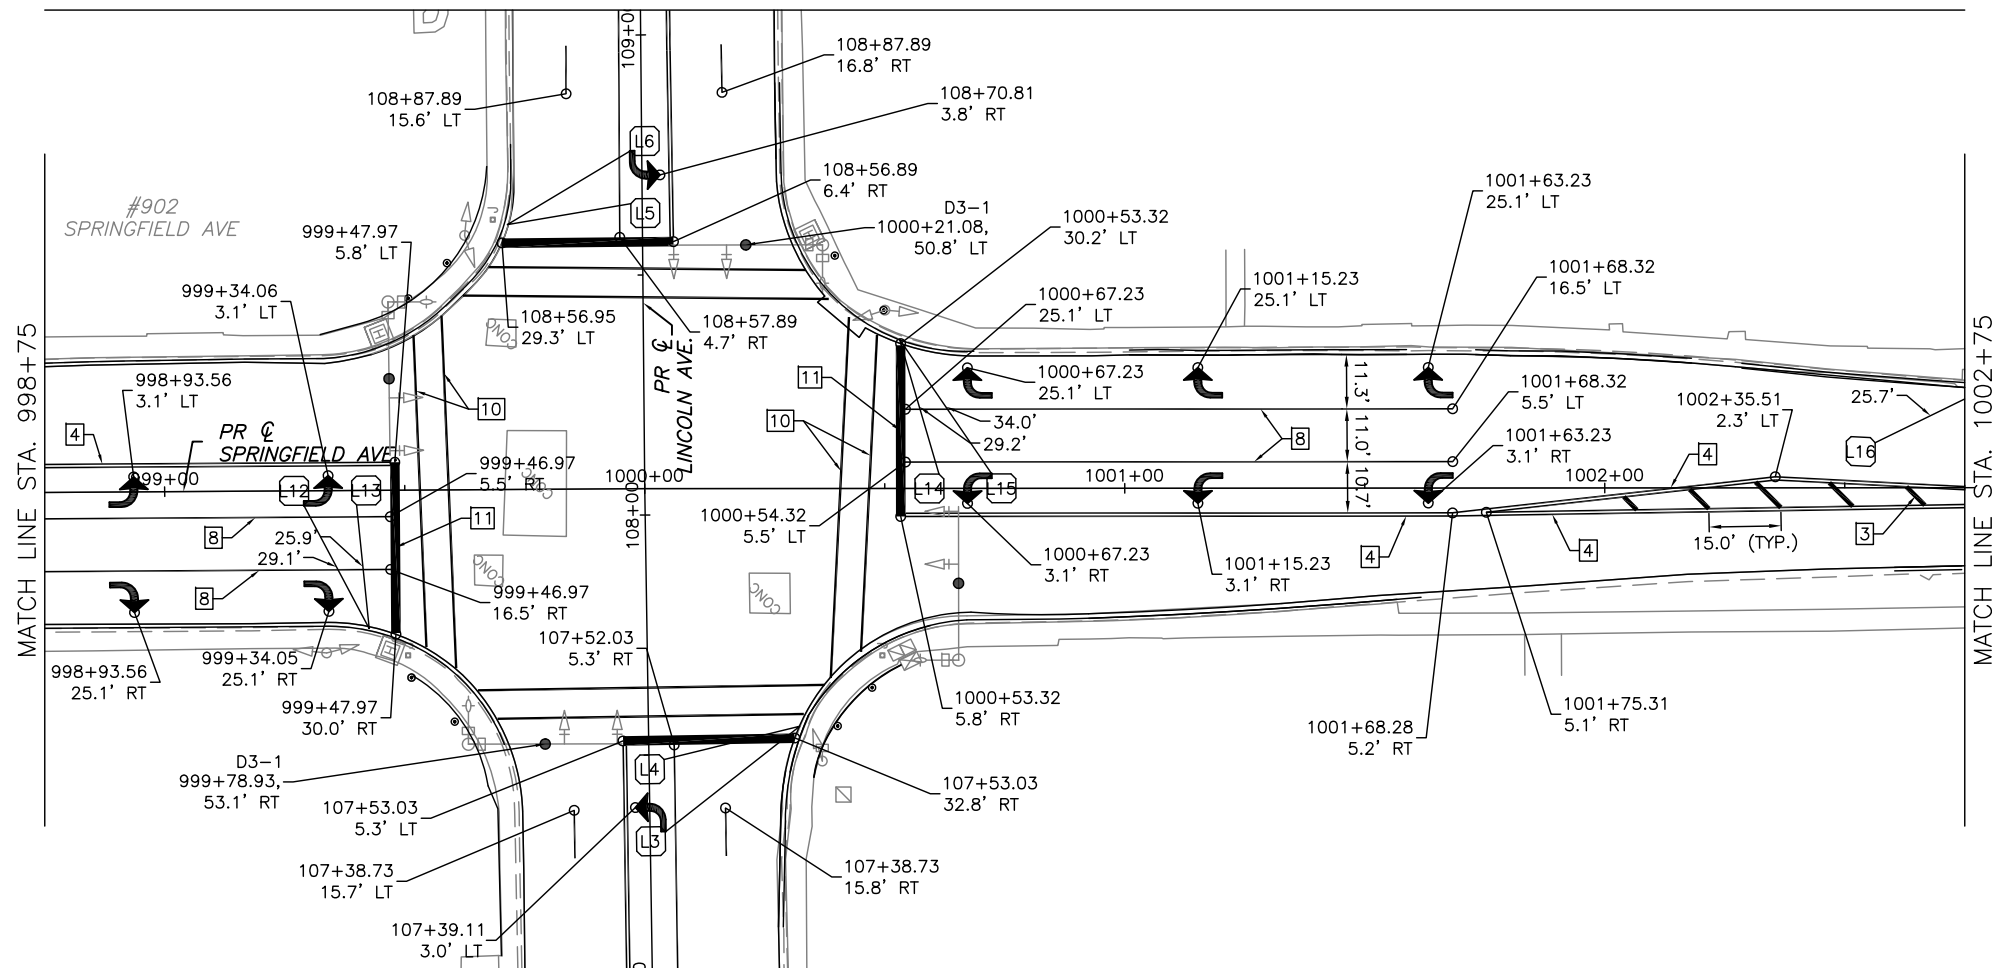 109+00
108+87.89
16.8' RT
108+87.89
15.6' LT
108+70.81
3.8' RT
L6
108+56.89
6.4' RT
L5
#902
SPRINGFIELD AVE
999+47.97
5.8' LT
D3-1
1000+21.08,
50.8' LT
1000+53.32
30.2' LT
1001+63.23
25.1' LT
999+34.06
3.1' LT
108+56.95
29.3' LT
CONC
108+57.89
4.7' RT
1000+67.23
25.1' LT
1001+15.23
25.1' LT
1001+68.32
16.5' LT
MATCH LINE STA. 998+75
PR ℄
LINCOLN AVE.
MATCH LINE STA. 1002+75
998+93.56
3.1' LT
10
11
1000+67.23
25.1' LT
11.3'
1001+68.32
5.5' LT
1002+35.51
2.3' LT
25.7'
4
PR ℄
SPRINGFIELD AVE
10
34.0'
29.2'
8
11.0'
1001+63.23
3.1' RT
4
L16
999+00
L12
L13
999+46.97
5.5' RT
CONC
1000+00
L14
L15
1001+00
10.7'
1002+00
8
11
108+00
1000+54.32
5.5' LT
25.9'
29.1'
1000+67.23
3.1' RT
1001+15.23
3.1' RT
4
4
15.0' (TYP.)
3
8
CONC
999+46.97
16.5' RT
CONC
998+93.56
25.1' RT
999+34.05
25.1' RT
107+52.03
5.3' RT
999+47.97
30.0' RT
1000+53.32
5.8' RT
1001+68.28
5.2' RT
1001+75.31
5.1' RT
D3-1
999+78.93,
53.1' RT
L4
107+53.03
5.3' LT
107+53.03
32.8' RT
L3
107+38.73
15.7' LT
107+38.73
15.8' RT
107+39.11
3.0' LT